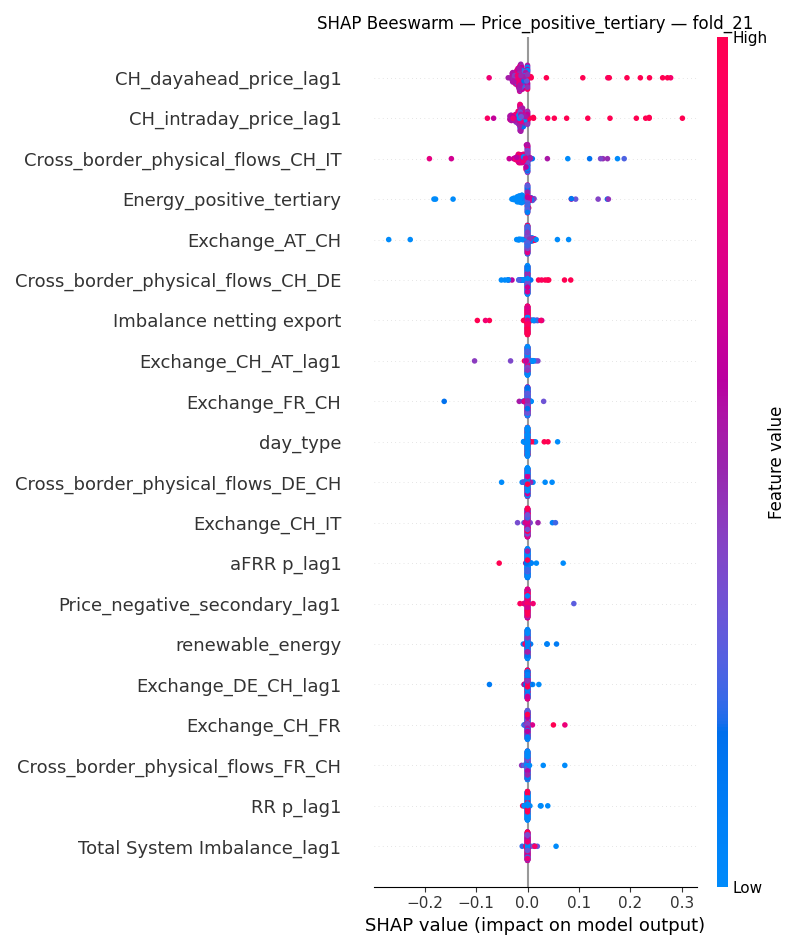 SHAP Beeswarm — Price_positive_tertiary — fold_21
High
CH_dayahead_price_lag1
CH_intraday_price_lag1
Cross_border_physical_flows_CH_IT
Energy_positive_tertiary
Exchange_AT_CH
Cross_border_physical_flows_CH_DE
Imbalance netting export
Exchange_CH_AT_lag1
Exchange_FR_CH
day_type
Cross_border_physical_flows_DE_CH
Exchange_CH_IT
aFRR p_lag1
Price_negative_secondary_lag1
renewable_energy
Exchange_DE_CH_lag1
Exchange_CH_FR
Cross_border_physical_flows_FR_CH
RR p_lag1
Total System Imbalance_lag1
Feature value
Low
−0.2 −0.1 0.0 0.1 0.2 0.3
SHAP value (impact on model output)